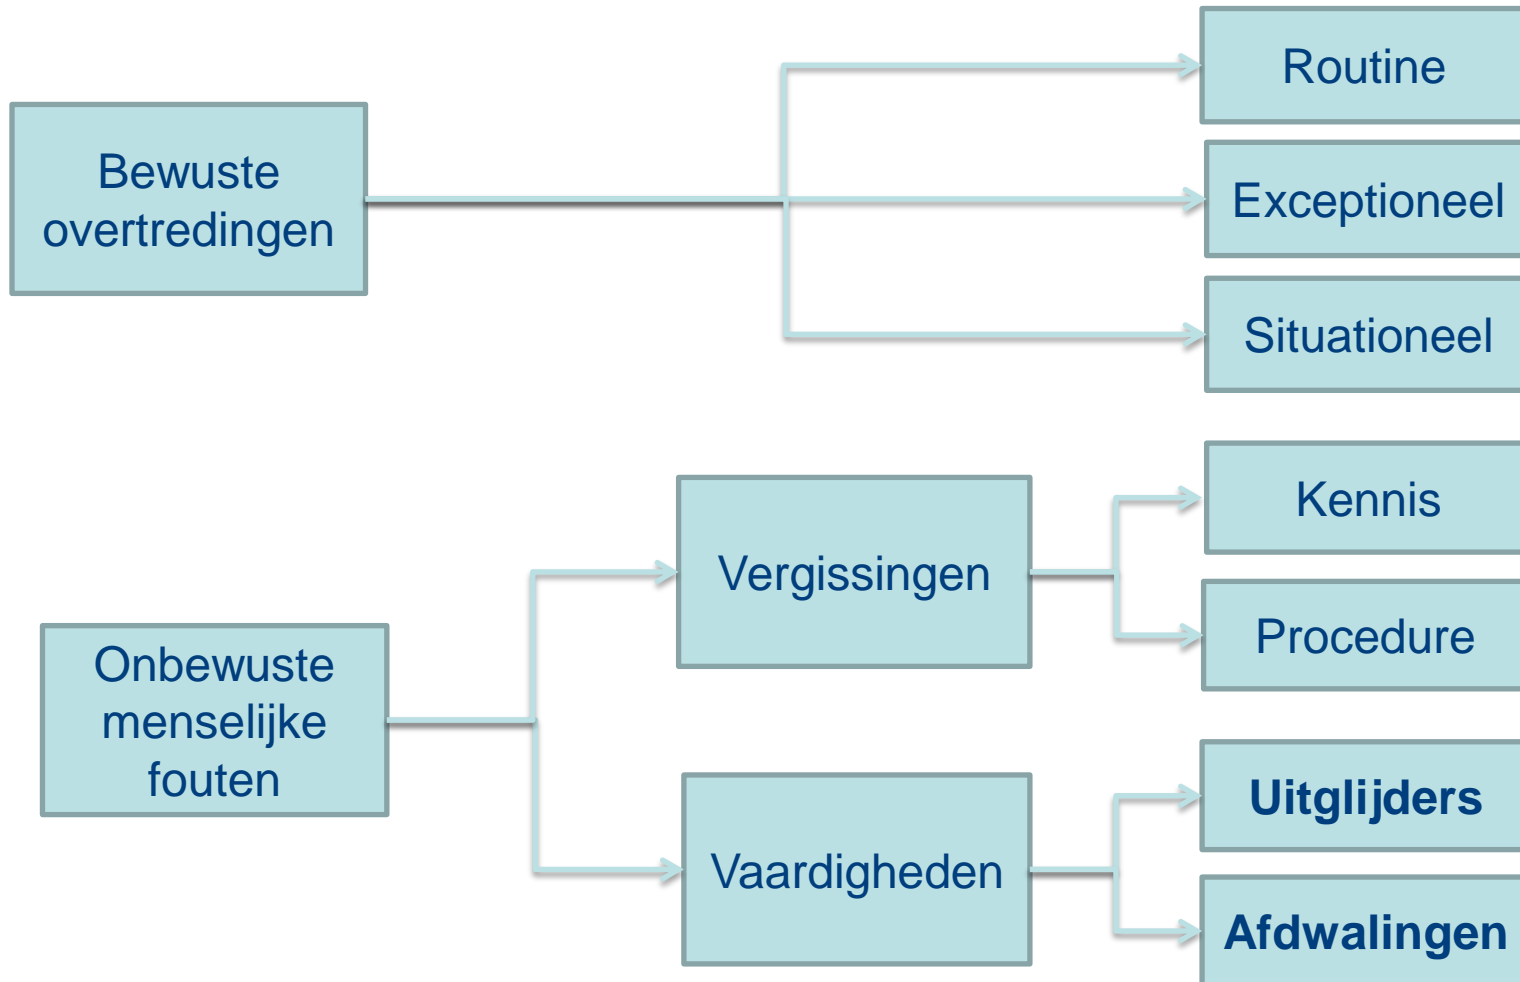 Routine
Bewuste
overtredingen
Exceptioneel
Situationeel
Kennis
Vergissingen
Procedure
Onbewuste
menselijke
fouten
Uitglijders
Vaardigheden
Afdwalingen